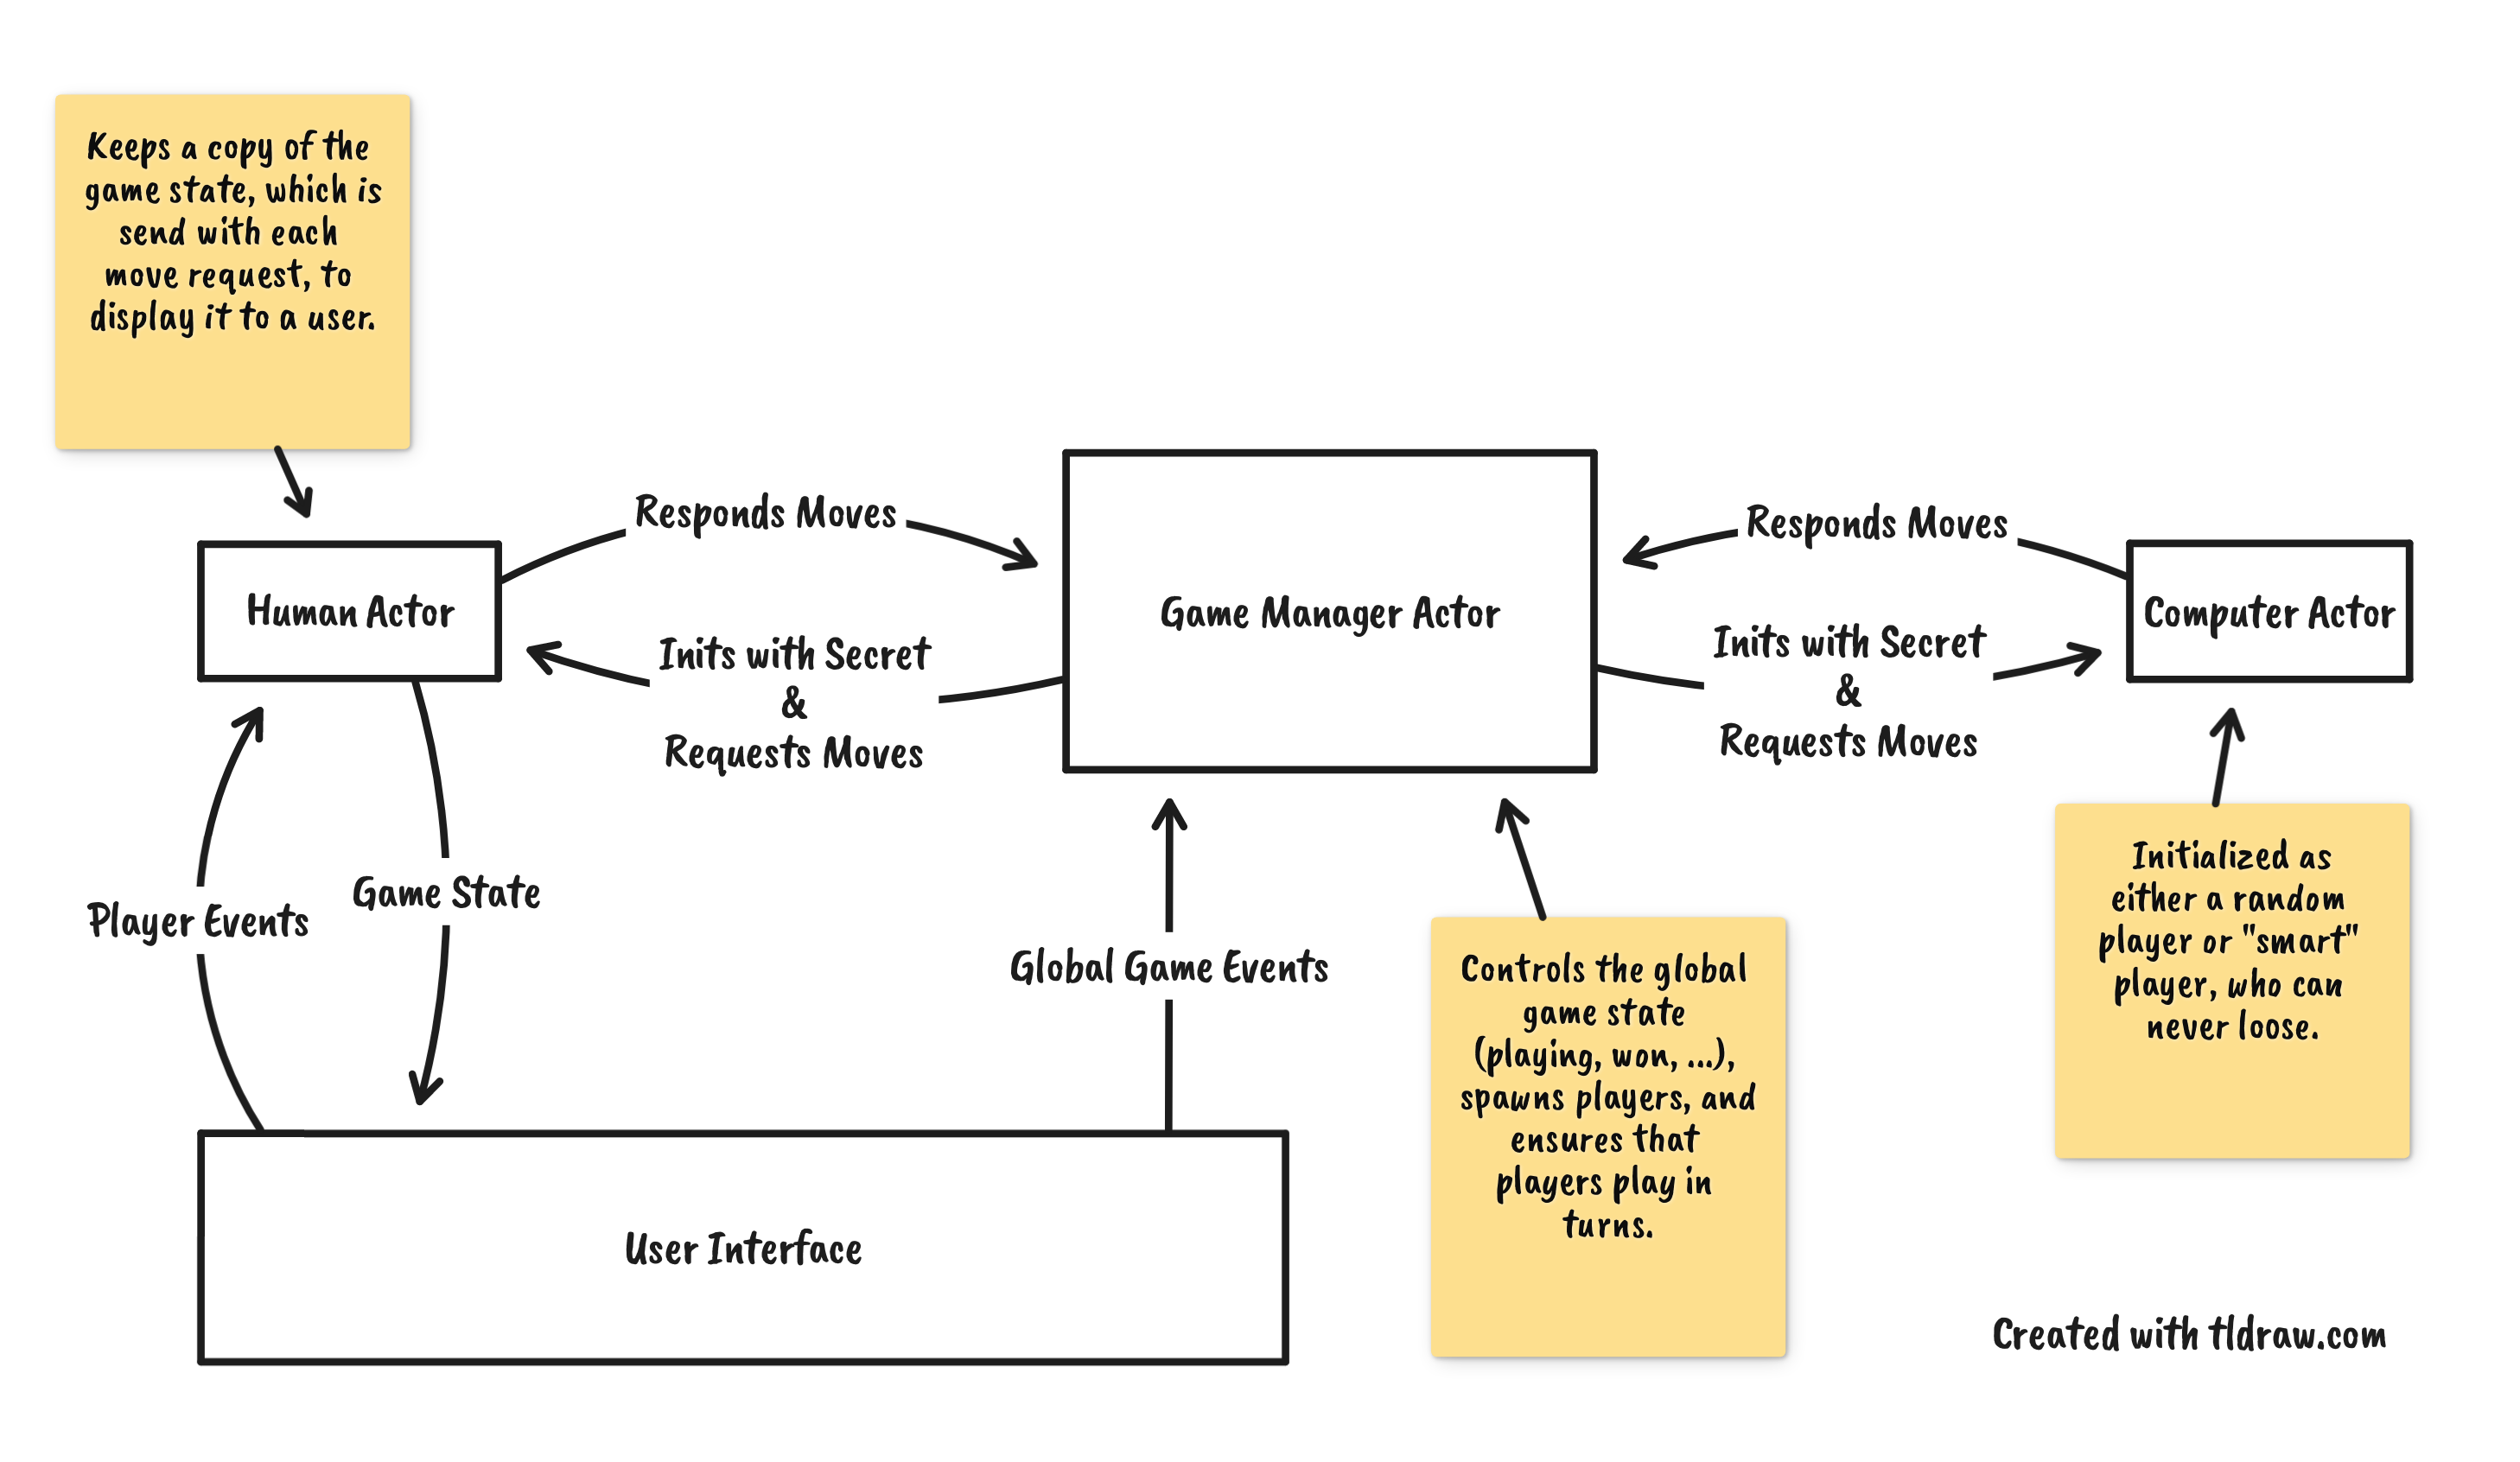 Keeps a copy of the
game state, which is
send with each
move request, to
display it to a user.
Responds Moves
Human Actor
Inits with Secret
&
Requests Moves
Game Manager Actor
Responds Moves
Inits with Secret
&
Requests Moves
Computer Actor
Player Events
Game State
Global Game Events
Controls the global
game state
(playing, won, ...),
spawns players, and
ensures that
players play in
turns.
Initialized as
either a random
player or "smart"
player, who can
never loose.
User Interface
Created with tldraw.com